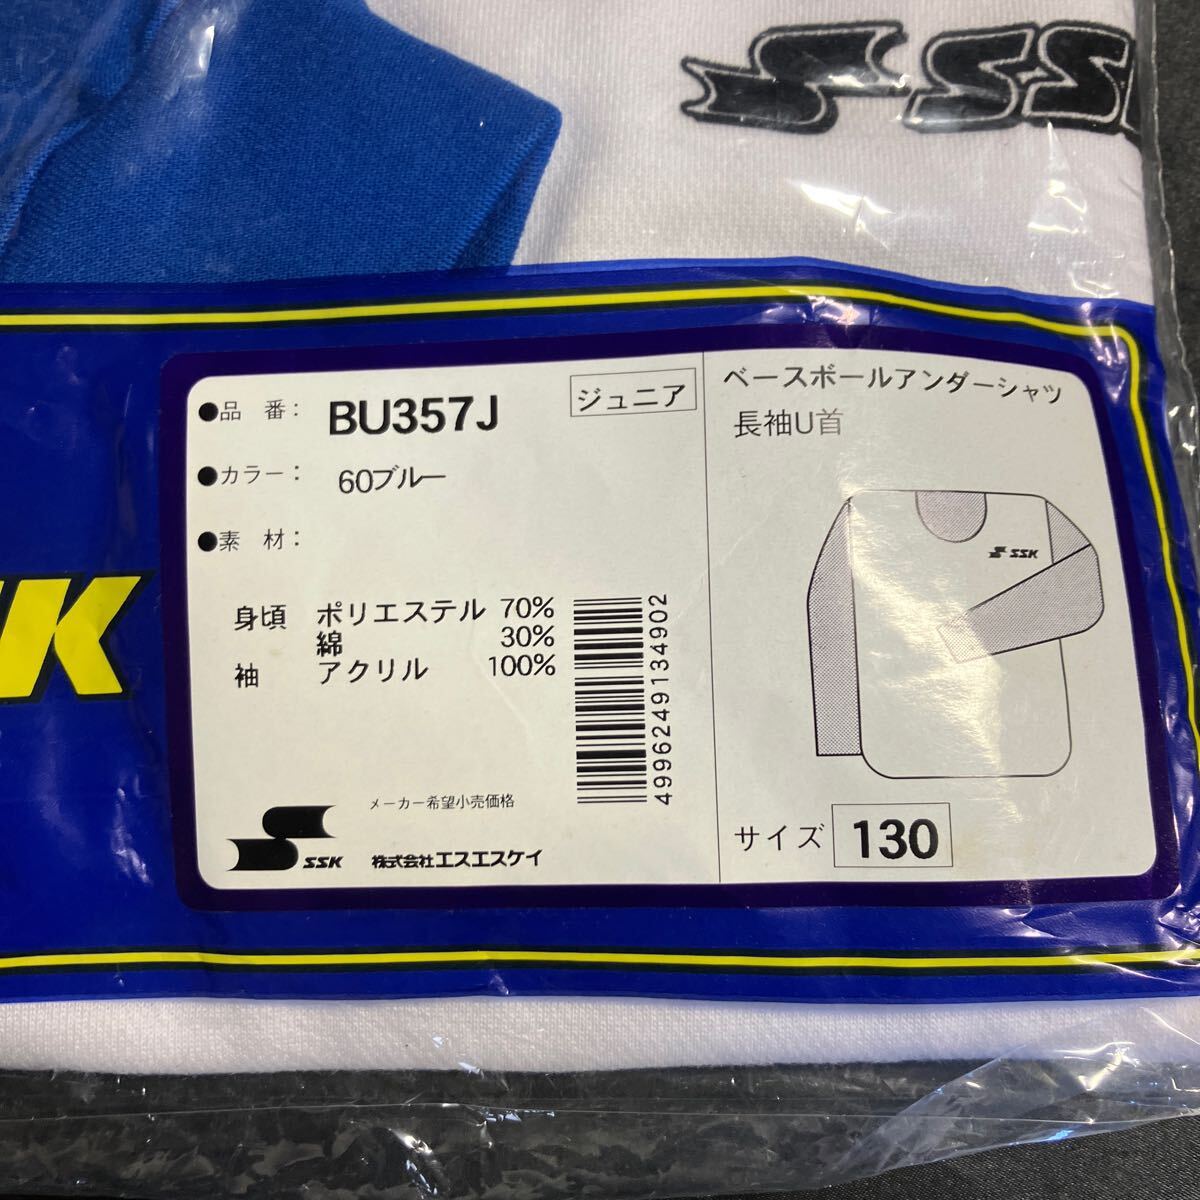 SSK
●品 番: BU357J
ジュニア
●カラー: 60ブルー
●素 材:
身頃 ポリエステル 70%
綿 30%
袖 アクリル 100%
4996249134902
メーカー希望小売価格
SSK 株式会社エスエスケイ
ベースボールアンダーシャツ
長袖U首
SSK
サイズ 130